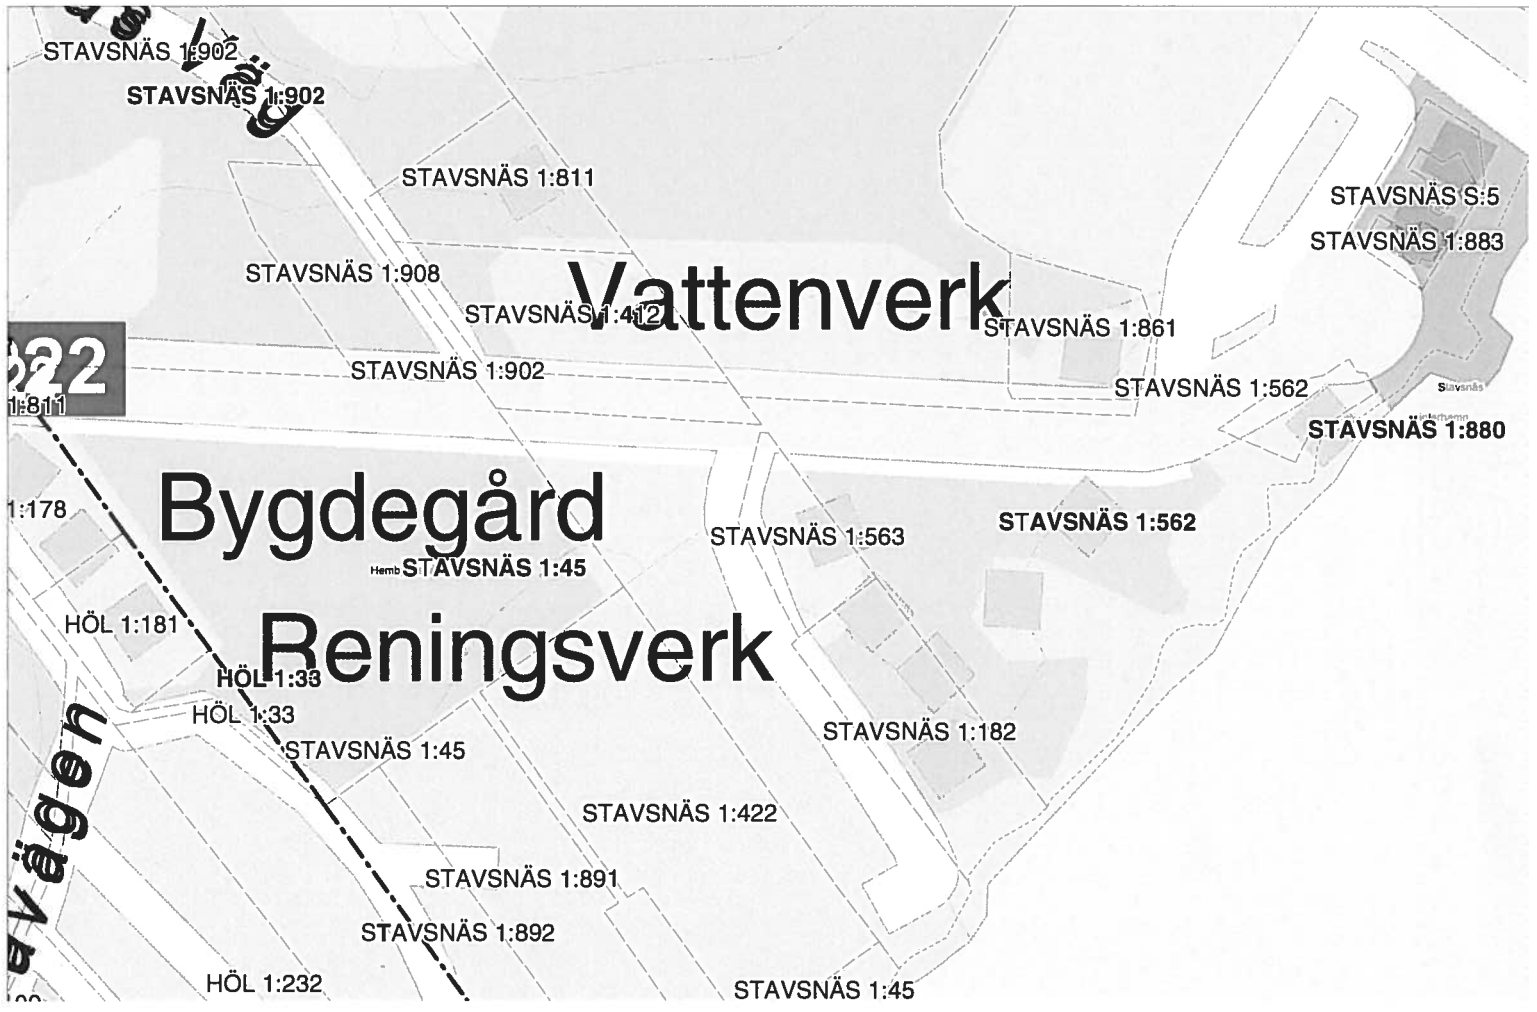 STAVSNÄS 1:902
STAVSNÄS 1:902
Väg
STAVSNÄS 1:811
STAVSNÄS S:5
STAVSNÄS 1:883
STAVSNÄS 1:908
Vattenverk
STAVSNÄS 1:412
STAVSNÄS 1:861
222
1:811
STAVSNÄS 1:902
STAVSNÄS 1:562
Stavsnäs
STAVSNÄS 1:880
Bygdegård
1:178
STAVSNÄS 1:563
STAVSNÄS 1:562
Hemb
STAVSNÄS 1:45
HÖL 1:181
Reningsverk
HÖL 1:33
HÖL 1:33
STAVSNÄS 1:45
STAVSNÄS 1:182
avägen
STAVSNÄS 1:422
STAVSNÄS 1:891
STAVSNÄS 1:892
HÖL 1:232
STAVSNÄS 1:45